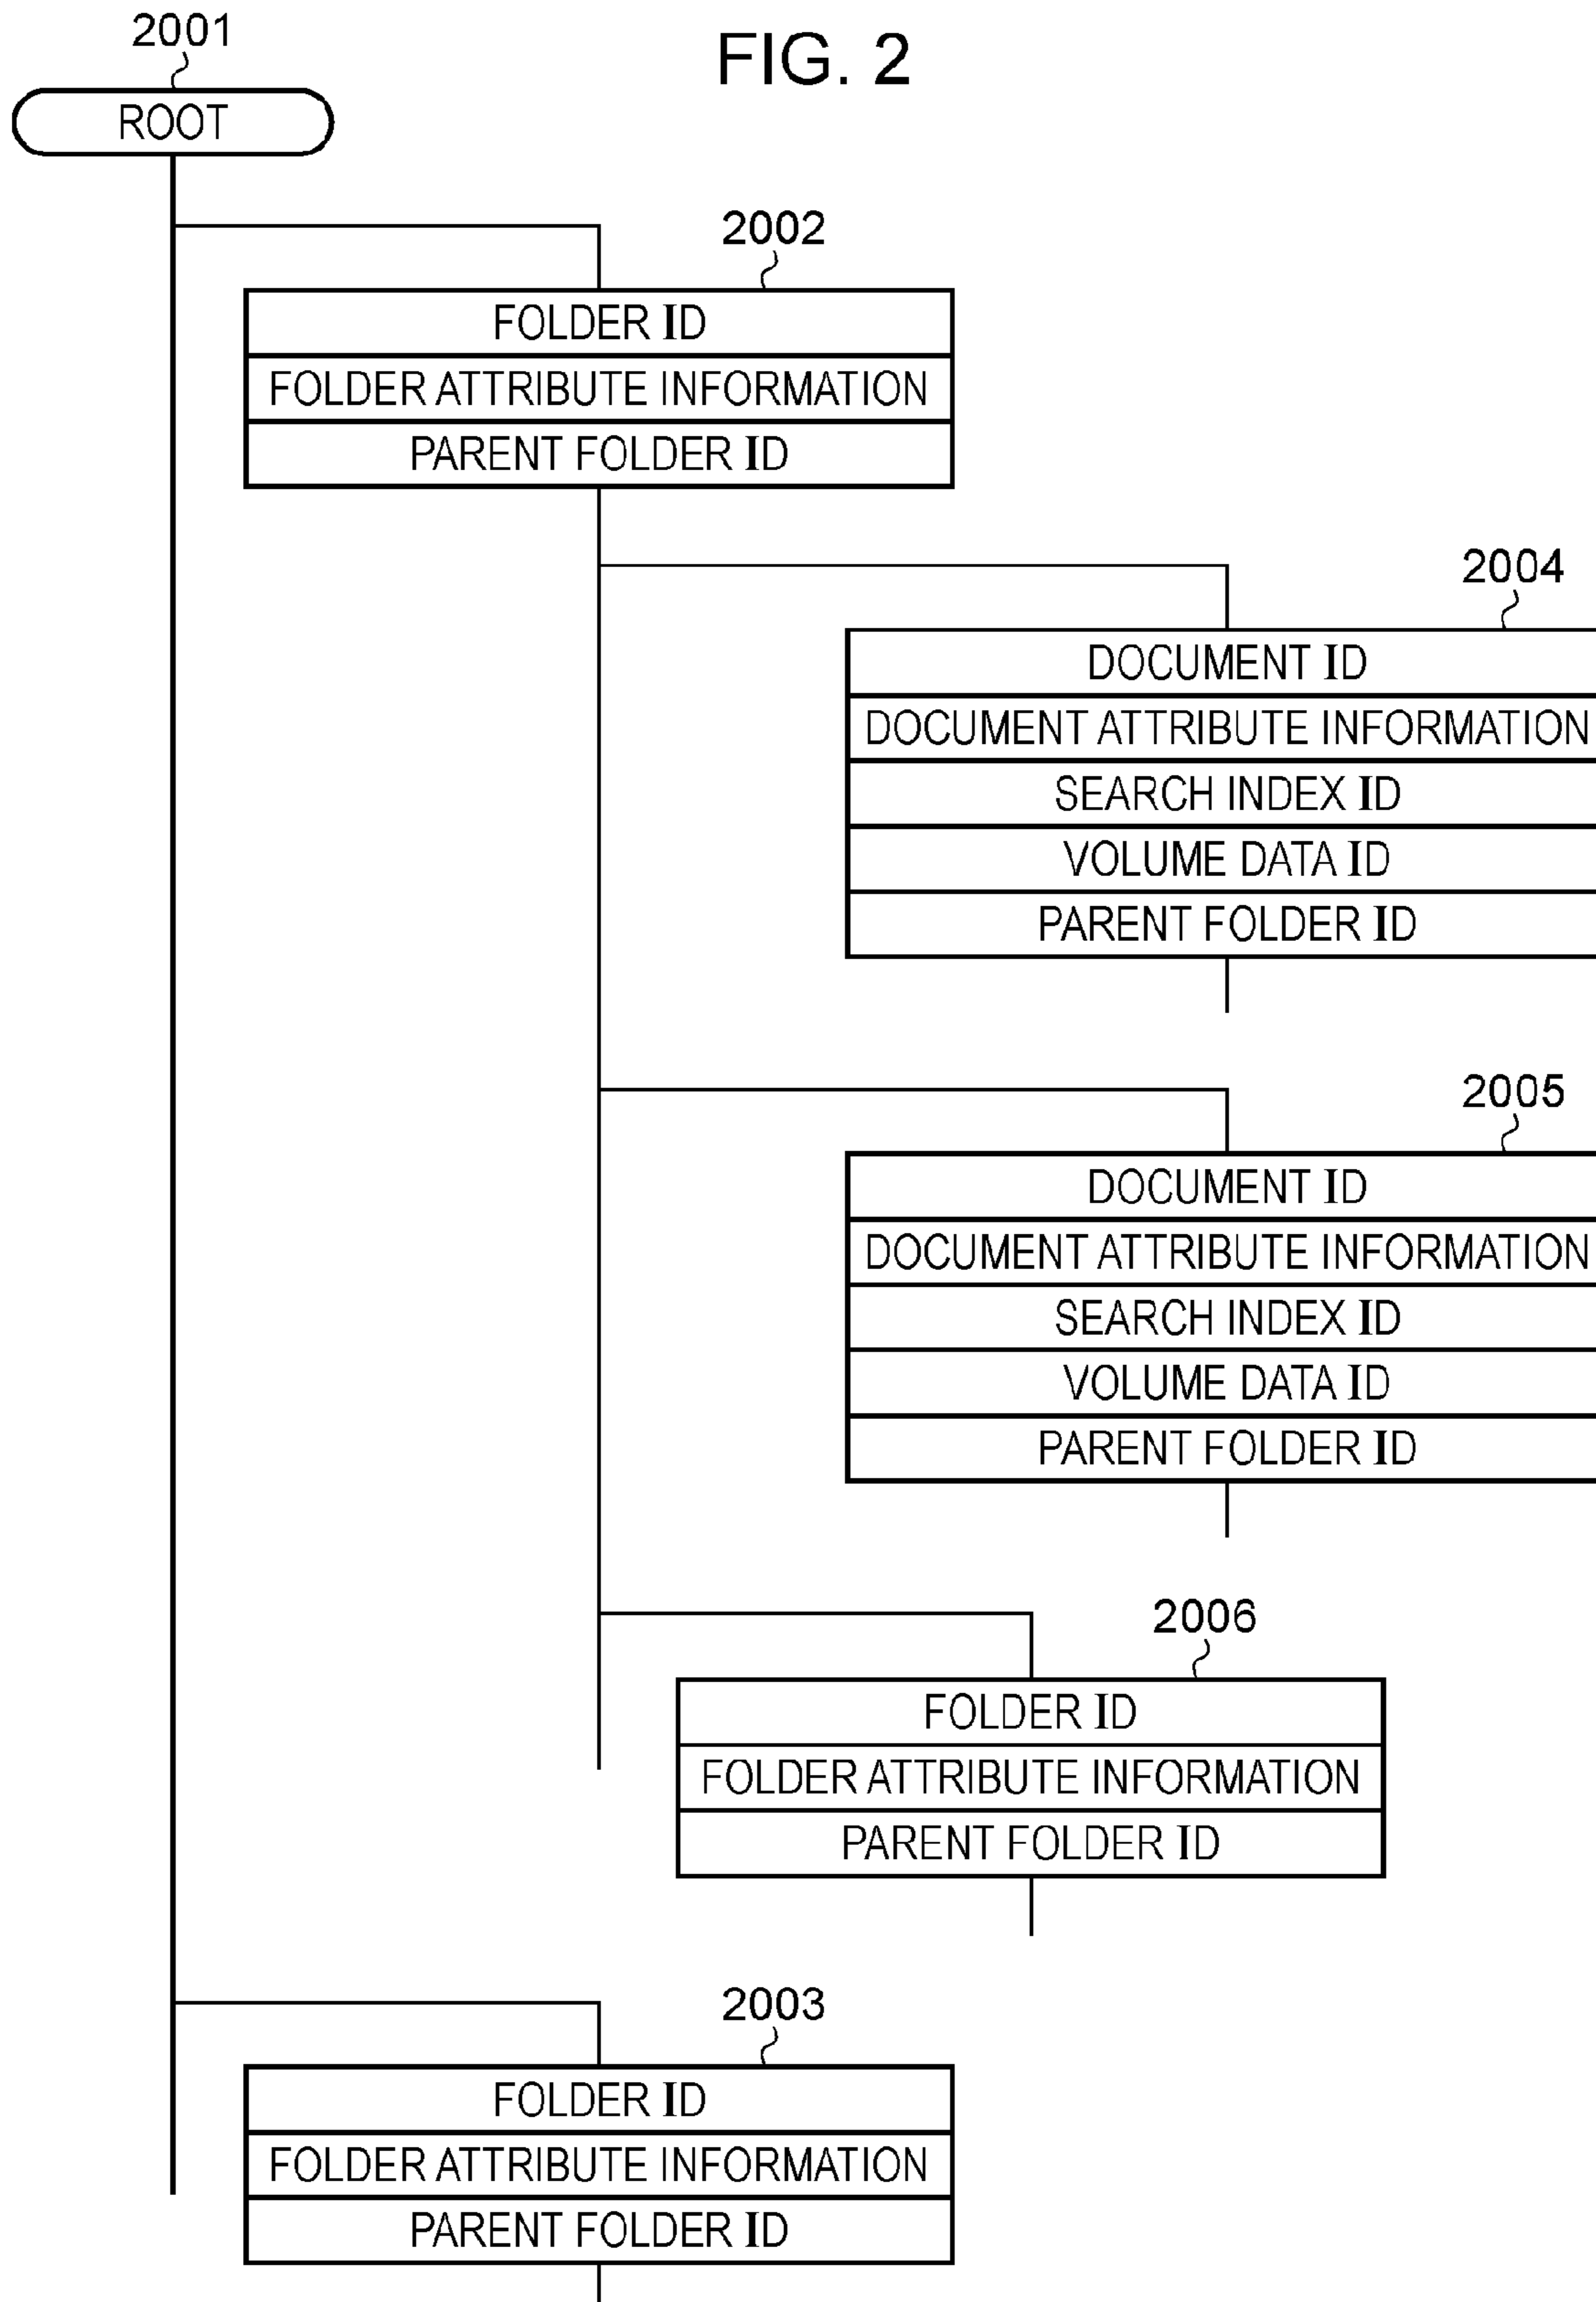 2001
FIG. 2
ROOT
2002
FOLDER ID
FOLDER ATTRIBUTE INFORMATION
PARENT FOLDER ID
2004
DOCUMENT ID
DOCUMENT ATTRIBUTE INFORMATION
SEARCH INDEX ID
VOLUME DATA ID
PARENT FOLDER ID
2005
DOCUMENT ID
DOCUMENT ATTRIBUTE INFORMATION
SEARCH INDEX ID
VOLUME DATA ID
PARENT FOLDER ID
2006
FOLDER ID
FOLDER ATTRIBUTE INFORMATION
PARENT FOLDER ID
2003
FOLDER ID
FOLDER ATTRIBUTE INFORMATION
PARENT FOLDER ID